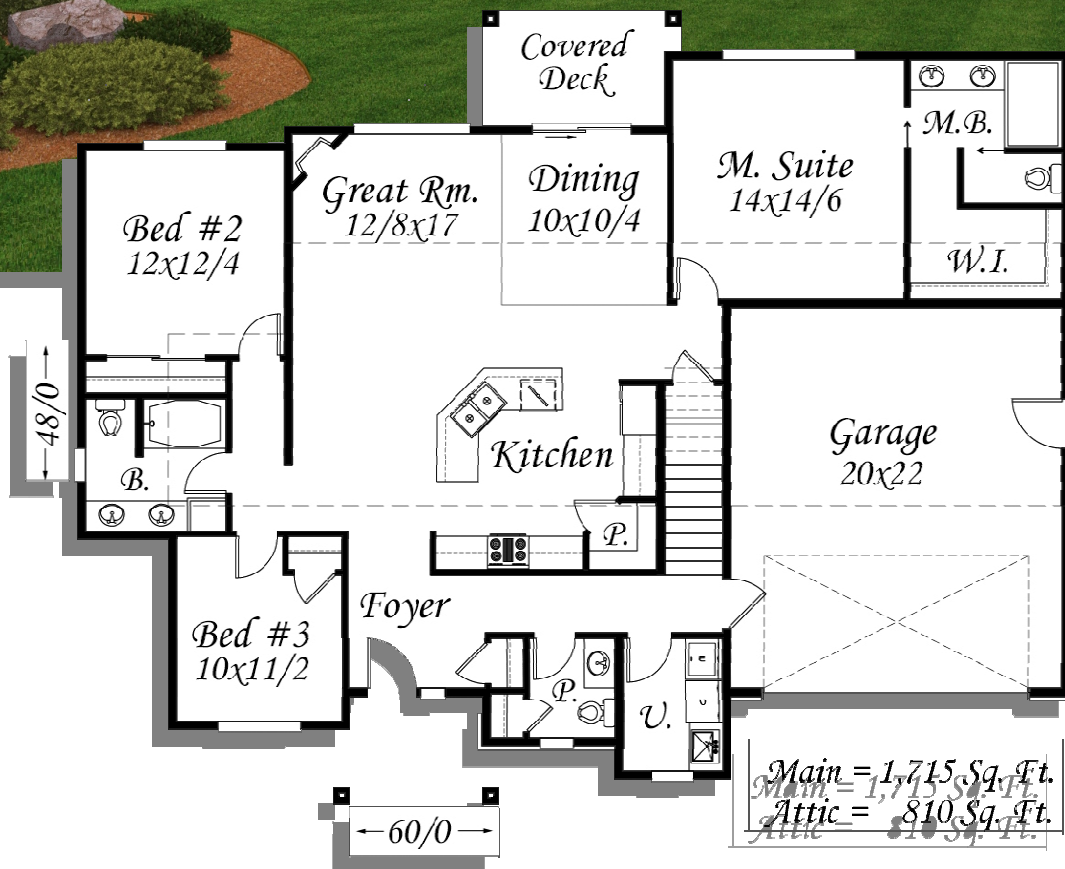 Covered
Deck
M.B.
M. Suite
14x14/6
Great Rm.
12/8x17
Dining
10x10/4
Bed #2
12x12/4
W.I.
48/0
Garage
20x22
Kitchen
B.
P.
Foyer
Bed #3
10x11/2
P.
U.
Main = 1,715 Sq. Ft.
Attic = 810 Sq. Ft.
60/0